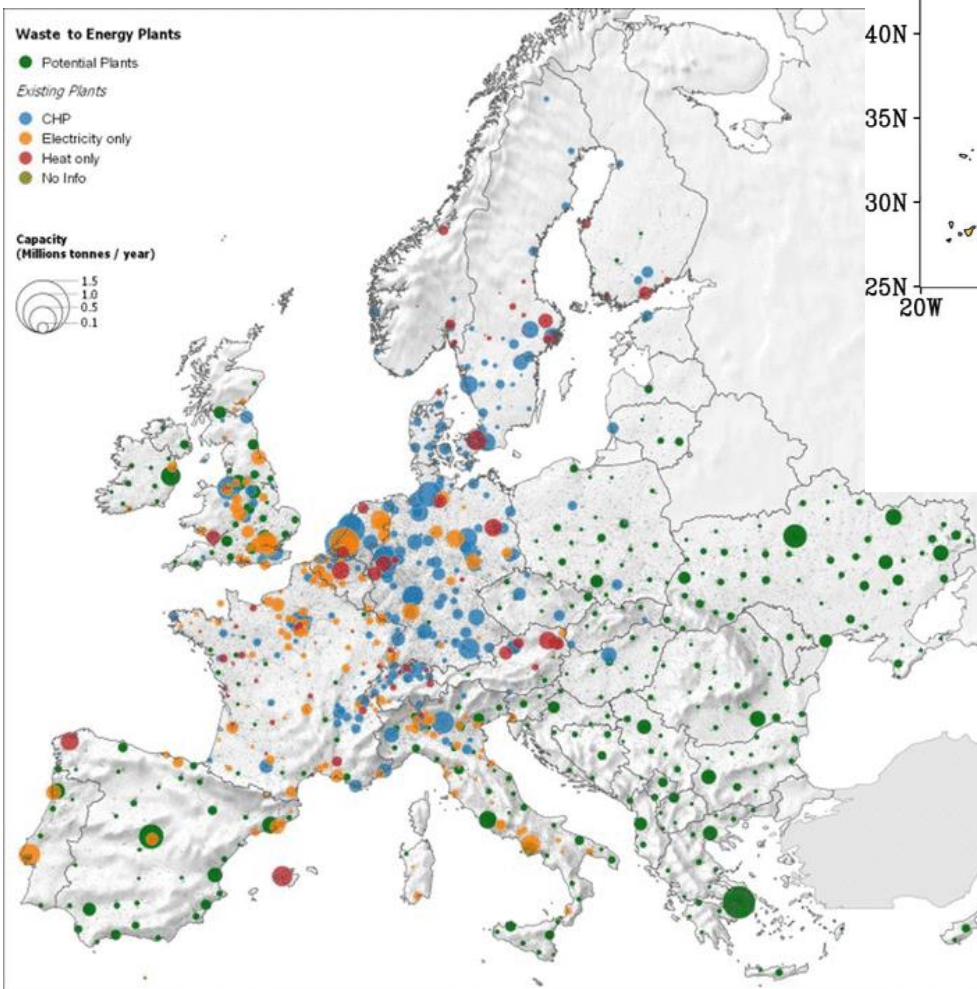 Waste to Energy Plants
Potential Plants
Existing Plants
CHP
Electricity only
Heat only
No Info
Capacity
(Millions tonnes / year)
1.5
1.0
0.5
0.1
40N
35N
30N
25N
20W